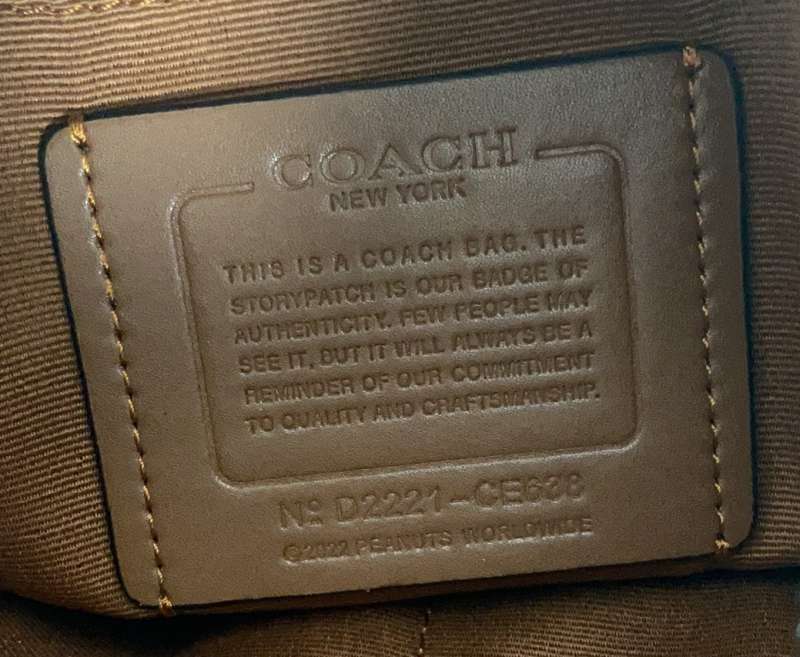 COACH
NEW YORK
THIS IS A COACH BAG. THE
STORYPATCH IS OUR BADGE OF
AUTHENTICITY. FEW PEOPLE MAY
SEE IT, BUT IT WILL ALWAYS BE A
REMINDER OF OUR COMMITMENT
TO QUALITY AND CRAFTSMANSHIP.
Nº D2221-CE638
©2022 PEANUTS WORLDWIDE